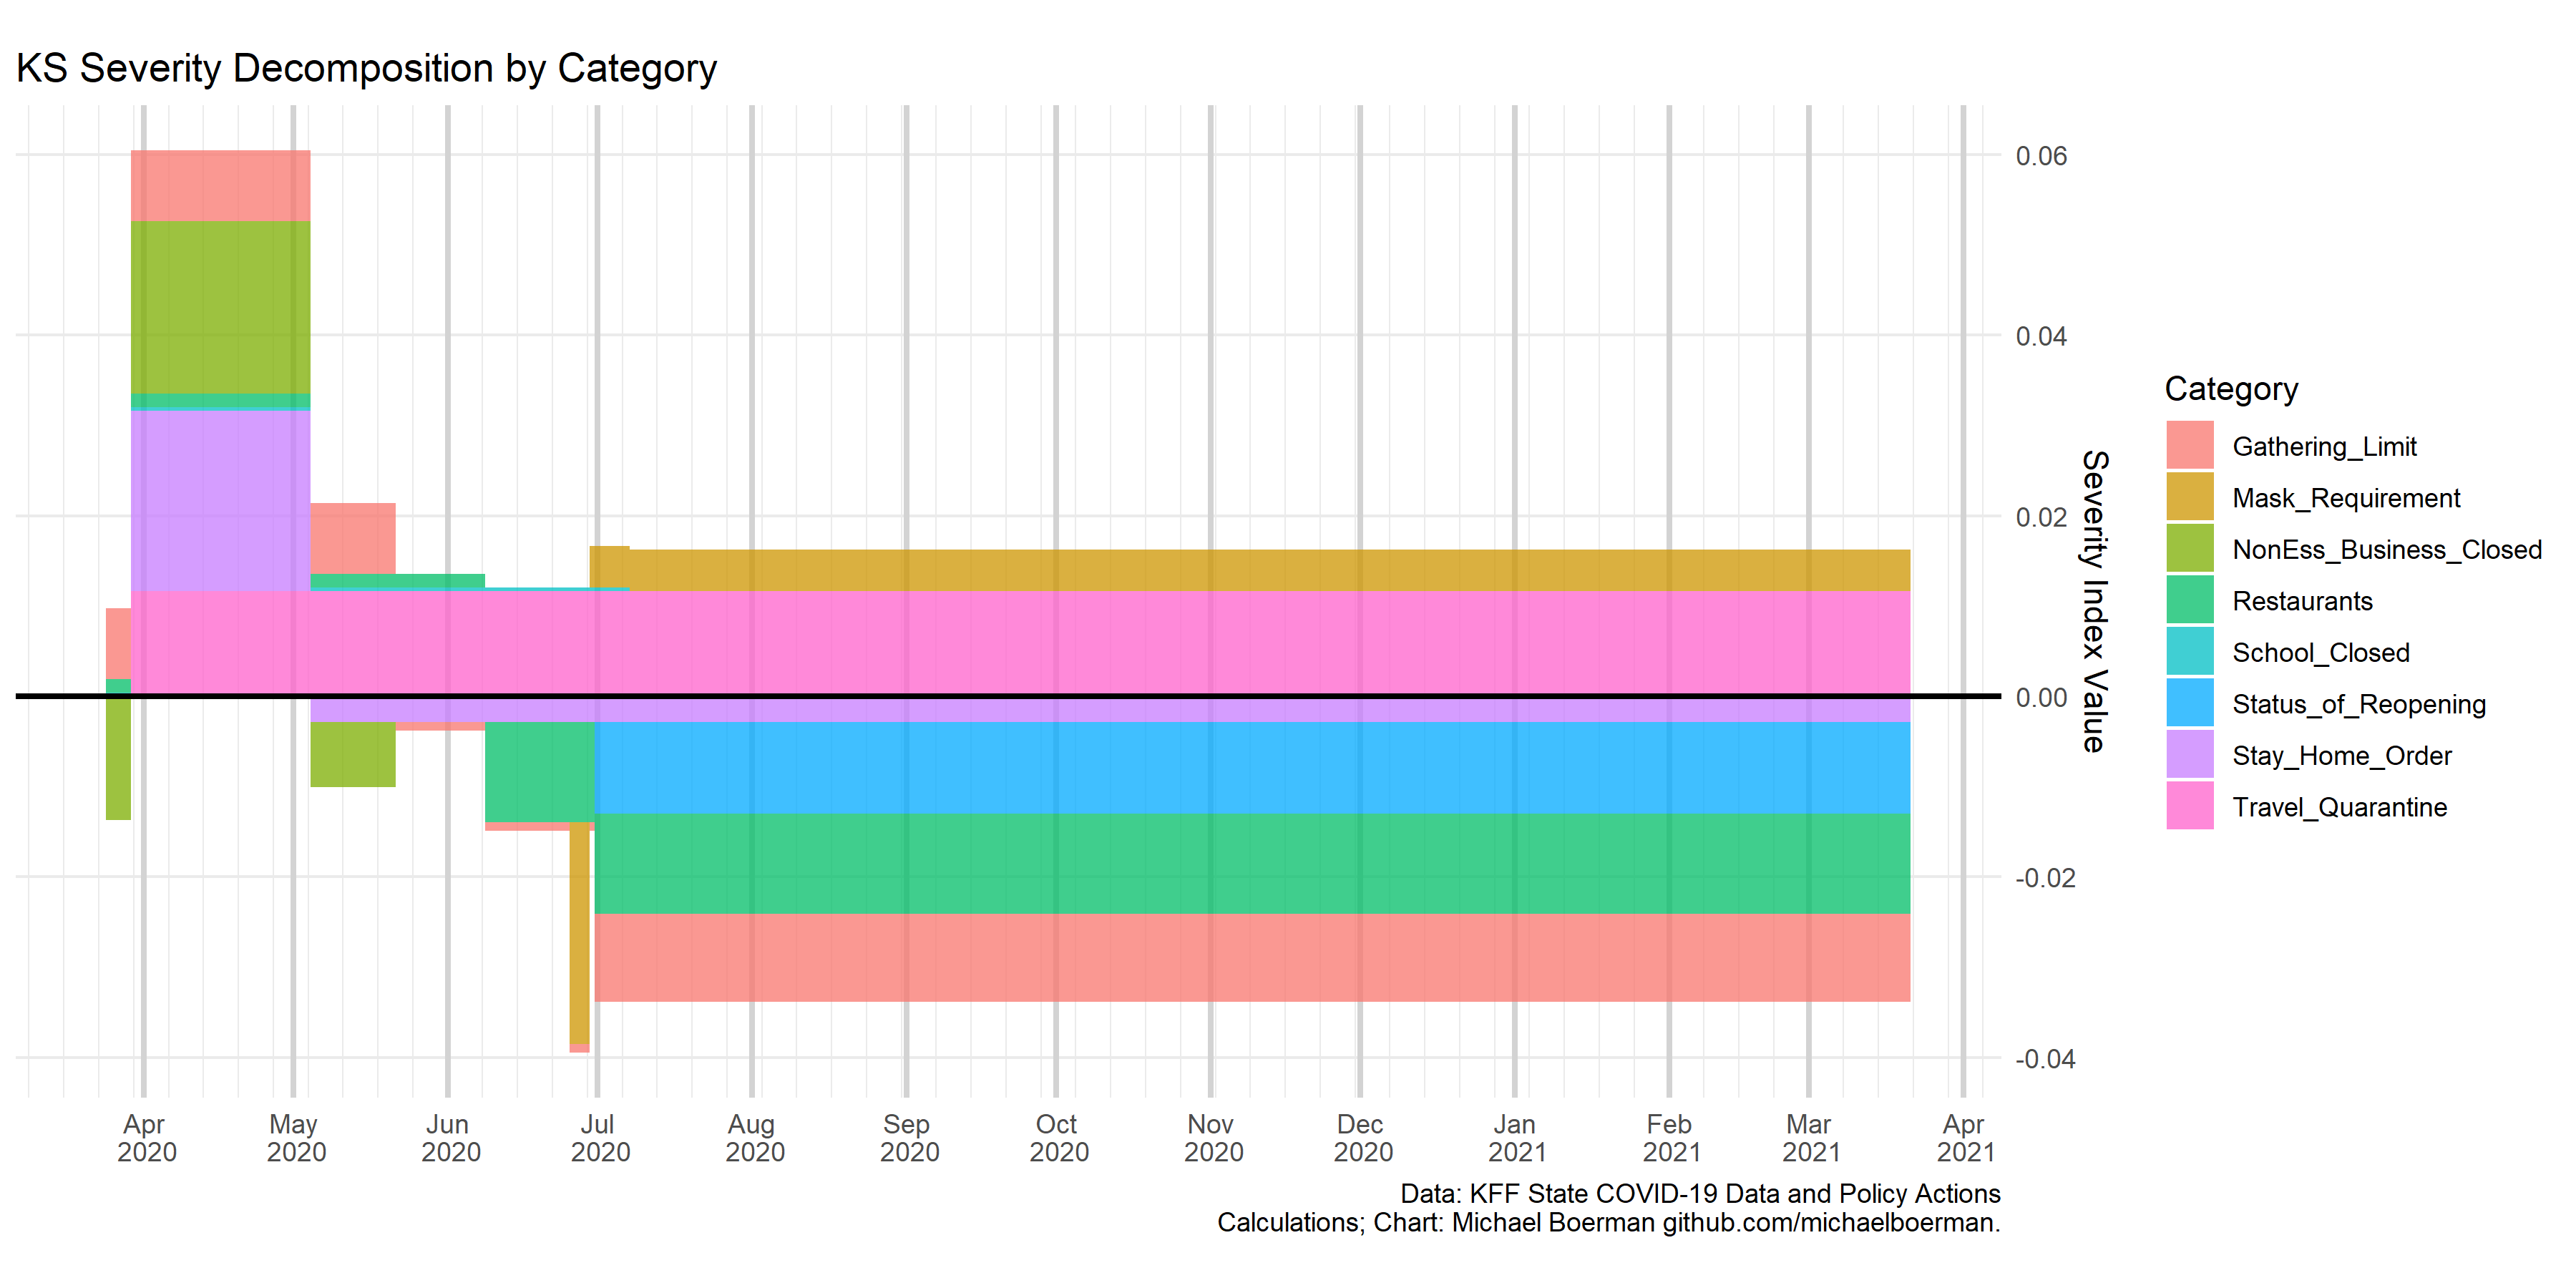 KS Severity Decomposition by Category
0.06
0.04
0.02
0.00
-0.02
-0.04
Severity Index Value
Apr
2020
May
2020
Jun
2020
Jul
2020
Aug
2020
Sep
2020
Oct
2020
Nov
2020
Dec
2020
Jan
2021
Feb
2021
Mar
2021
Apr
2021
Category
Gathering_Limit
Mask_Requirement
NonEss_Business_Closed
Restaurants
School_Closed
Status_of_Reopening
Stay_Home_Order
Travel_Quarantine
Data: KFF State COVID-19 Data and Policy Actions
Calculations; Chart: Michael Boerman github.com/michaelboerman.